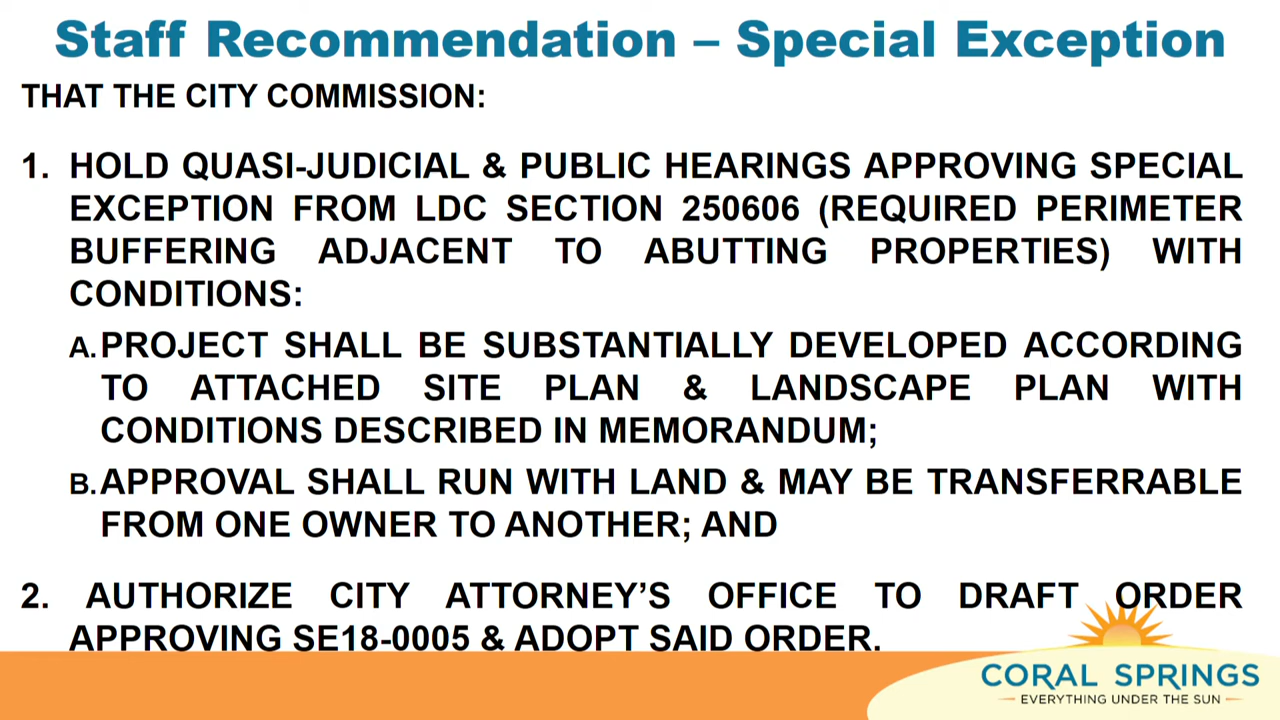 Staff Recommendation – Special Exception
THAT THE CITY COMMISSION:
1. HOLD QUASI-JUDICIAL & PUBLIC HEARINGS APPROVING SPECIAL
EXCEPTION FROM LDC SECTION 250606 (REQUIRED PERIMETER
BUFFERING ADJACENT TO ABUTTING PROPERTIES) WITH
CONDITIONS:
A. PROJECT SHALL BE SUBSTANTIALLY DEVELOPED ACCORDING
TO ATTACHED SITE PLAN & LANDSCAPE PLAN WITH
CONDITIONS DESCRIBED IN MEMORANDUM;
B. APPROVAL SHALL RUN WITH LAND & MAY BE TRANSFERRABLE
FROM ONE OWNER TO ANOTHER; AND
2. AUTHORIZE CITY ATTORNEY’S OFFICE TO DRAFT ORDER
APPROVING SE18-0005 & ADOPT SAID ORDER.
CORAL SPRINGS
EVERYTHING UNDER THE SUN